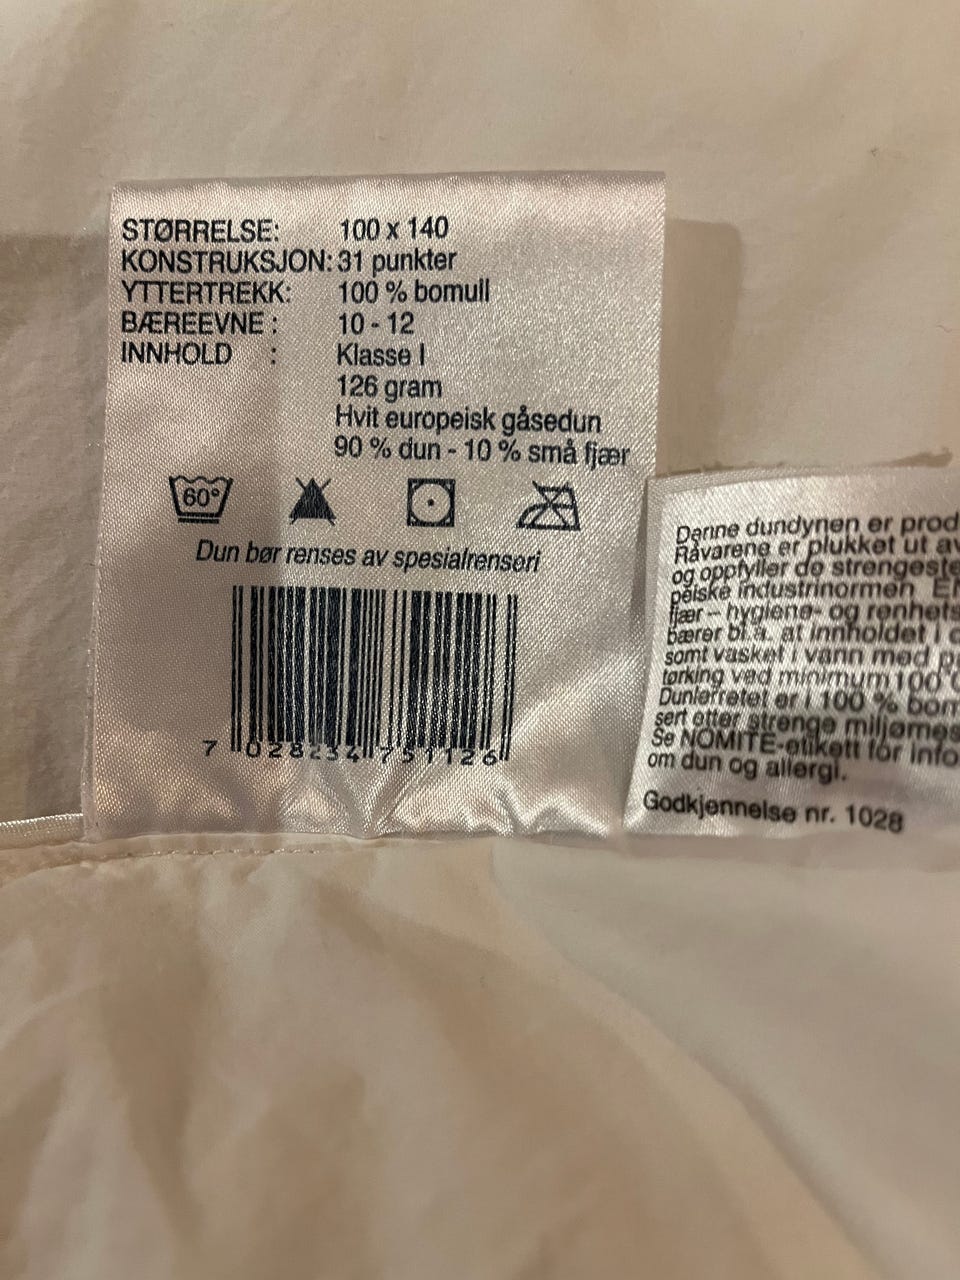 STØRRELSE: 100 x 140
KONSTRUKSJON: 31 punkter
YTTERTREKK: 100 % bomull
BÆREEVNE : 10 - 12
INNHOLD : Klasse I
126 gram
Hvit europeisk gåsedun
90 % dun - 10 % små fjær
60°
Dun bør renses av spesialrenseri
7 028234 751126
Denne dundynen er prod
Råvarene er plukket ut av
og oppfyller de strengeste
peiske industrinormen
fjær – hygiene- og renhets
bærer bl. a. at innholdet i
samt vasket i vann med
tørking ved minimum 100
Dunlerretet er i 100 % bom
sert etter strenge miljømes
Se NOMITE-etikett for info
om dun og allergi.
Godkjennelse nr. 1028